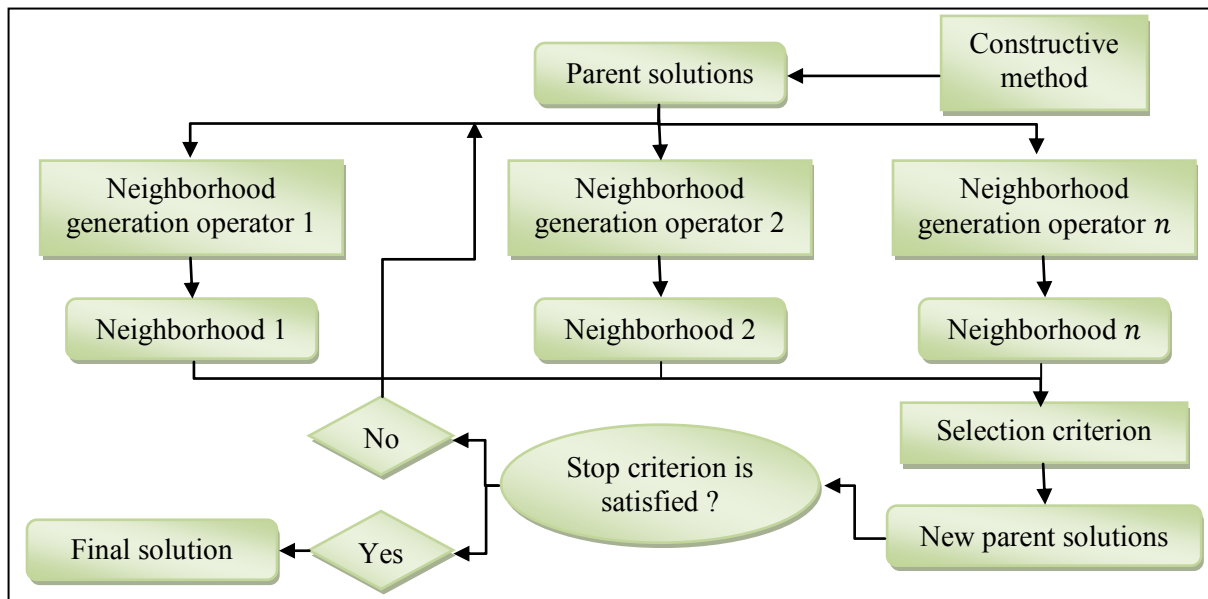 Constructive
method
Parent solutions
Neighborhood
generation operator 1
Neighborhood
generation operator 2
Neighborhood
generation operator n
Neighborhood 1
Neighborhood 2
Neighborhood n
No
Selection criterion
Stop criterion is
satisfied ?
New parent solutions
Final solution
Yes